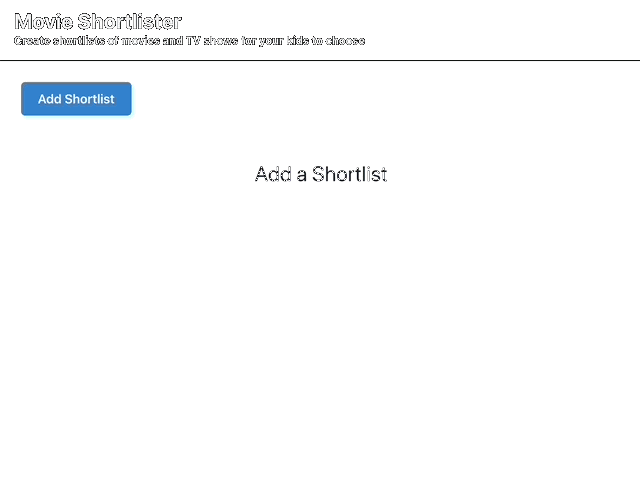 Movie Shortlister
Create shortlists of movies and TV shows for your kids to choose
Add Shortlist
Add a Shortlist